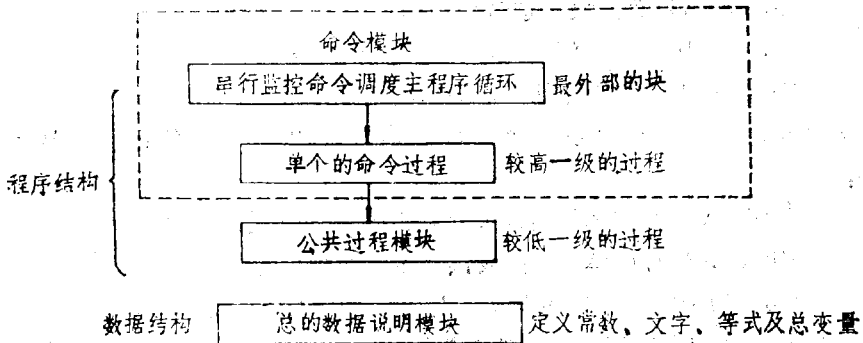 命令模块
串行监控命令调度主程序循环 最外部的块
单个的命令过程 较高一级的过程
程序结构
公共过程模块 较低一级的过程
数据结构 总的数据说明模块 定义常数、文字、等式及总变量